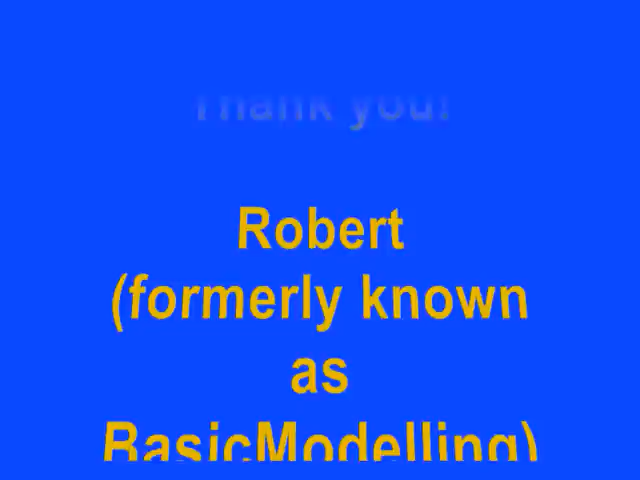 Thank you!
Robert
(formerly known
as
BasicModelling)